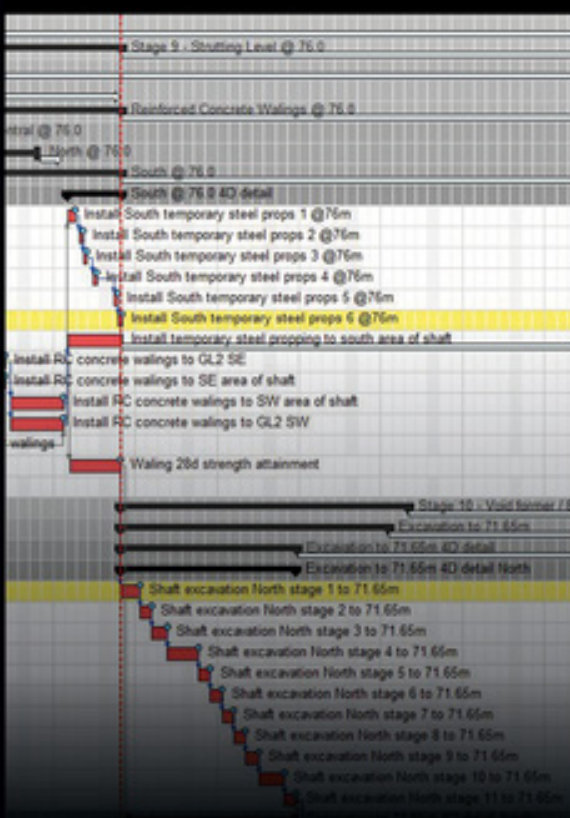 Stage 9 - Strutting Level @ 76.0
Reinforced Concrete Walings @ 76.0
ntral @ 76.0
North @ 76.0
South @ 76.0
South @ 76.0 4D detail
Install South temporary steel props 1 @76m
Install South temporary steel props 2 @76m
Install South temporary steel props 3 @76m
Install South temporary steel props 4 @76m
Install South temporary steel props 5 @76m
Install South temporary steel props 6 @76m
Install temporary steel propping to south area of shaft
Install RC concrete walings to GL2 SE
Install RC concrete walings to SE area of shaft
Install RC concrete walings to SW area of shaft
Install RC concrete walings to GL2 SW
walings
Waling 28d strength attainment
Stage 10 - Void former /
Excavation to 71.65m
Excavation to 71.65m 4D detail
Excavation to 71.65m 4D detail North
Shaft excavation North stage 1 to 71.65m
Shaft excavation North stage 2 to 71.65m
Shaft excavation North stage 3 to 71.65m
Shaft excavation North stage 4 to 71.65m
Shaft excavation North stage 5 to 71.65m
Shaft excavation North stage 6 to 71.65m
Shaft excavation North stage 7 to 71.65m
Shaft excavation North stage 8 to 71.65m
Shaft excavation North stage 9 to 71.65m
Shaft excavation North stage 10 to 71.65m
Shaft excavation North stage 11 to 71.65m